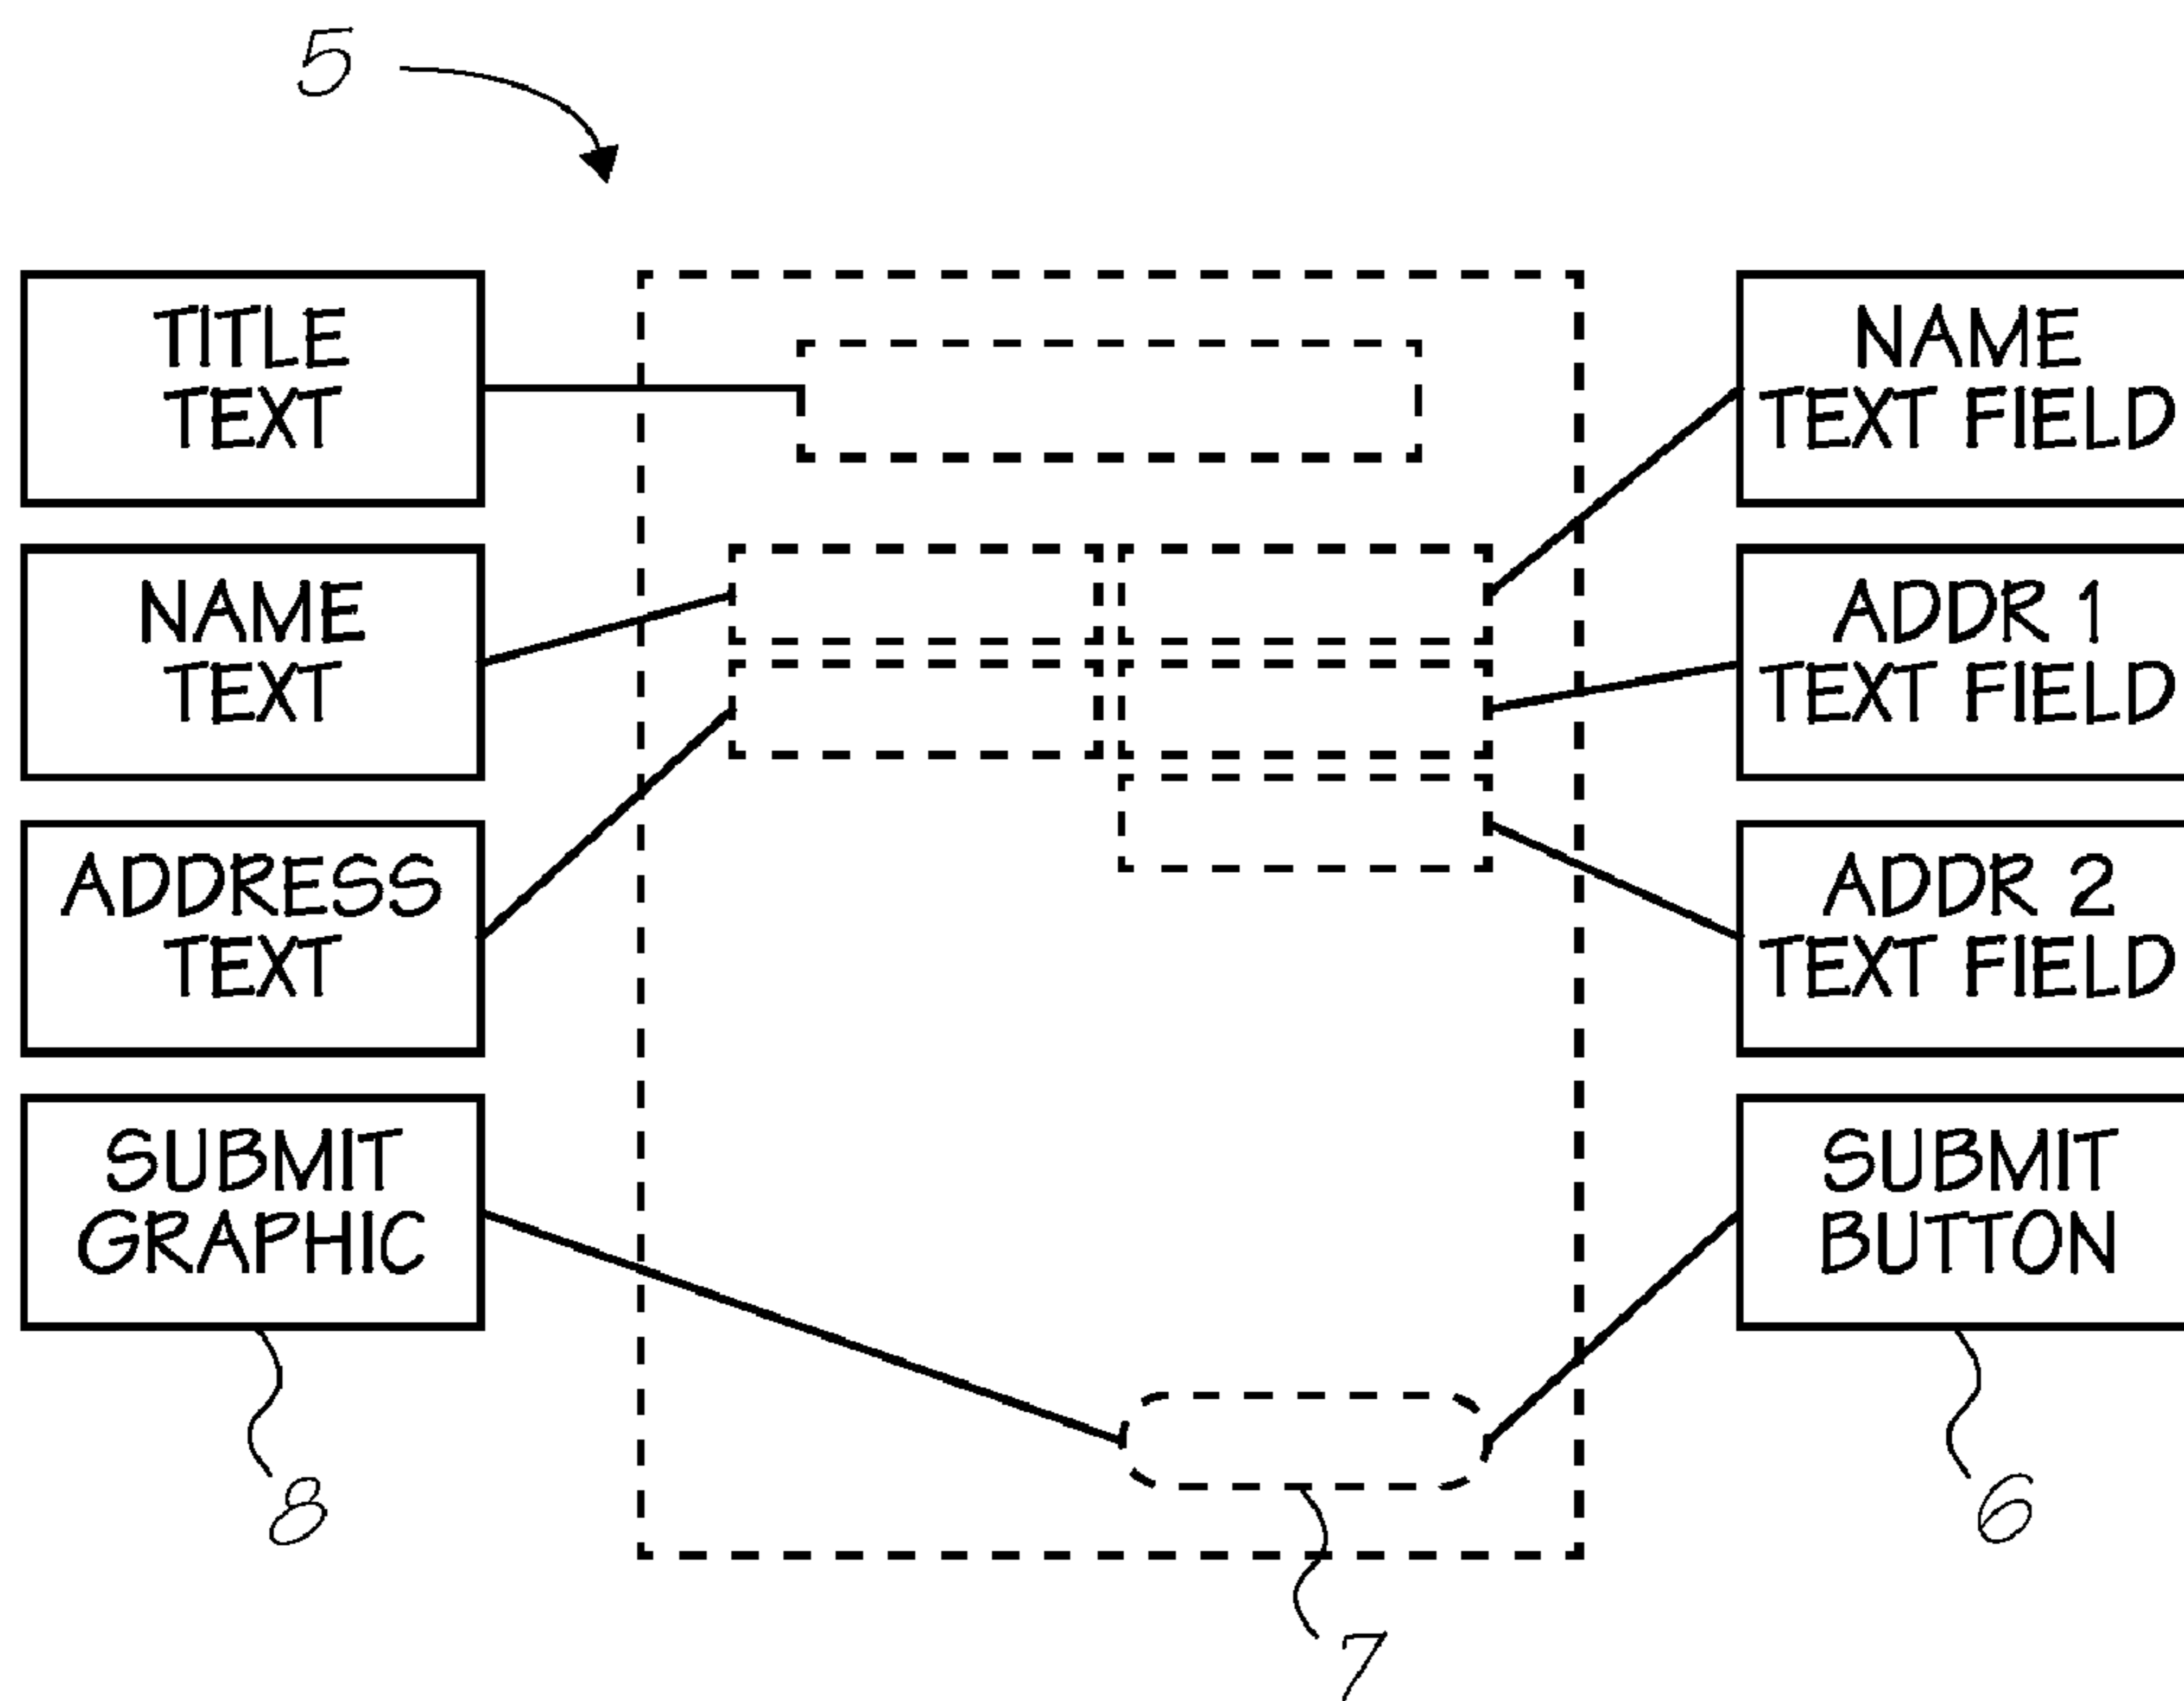 5
TITLE
TEXT
NAME
TEXT
ADDRESS
TEXT
SUBMIT
GRAPHIC
8
NAME
TEXT FIELD
ADDR 1
TEXT FIELD
ADDR 2
TEXT FIELD
SUBMIT
BUTTON
6
7